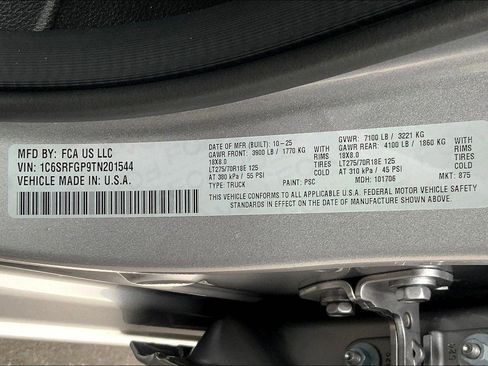 MFD BY: FCA US LLC
VIN: 1C6SRFGP9TN201544
VEHICLE MADE IN: U.S.A.
DATE OF MFR (BUILT): 10-25 GVWR: 7100 LB / 3221 KG
GAWR FRONT: 3900 LB / 1770 KG GAWR REAR: 4100 LB / 1860 KG
18X8.0 RIMS 18X8.0 RIMS
LT275/70R18E 125 TIRES LT275/70R18E 125 TIRES
AT 380 kPa / 55 PSI COLD AT 310 kPa / 45 PSI COLD
TYPE: TRUCK PAINT: PSC MDH: 101706 MKT: 875
THIS VEHICLE CONFORMS TO ALL APPLICABLE U.S.A. FEDERAL MOTOR VEHICLE SAFETY
STANDARDS IN EFFECT ON THE DATE OF MANUFACTURE SHOWN ABOVE.